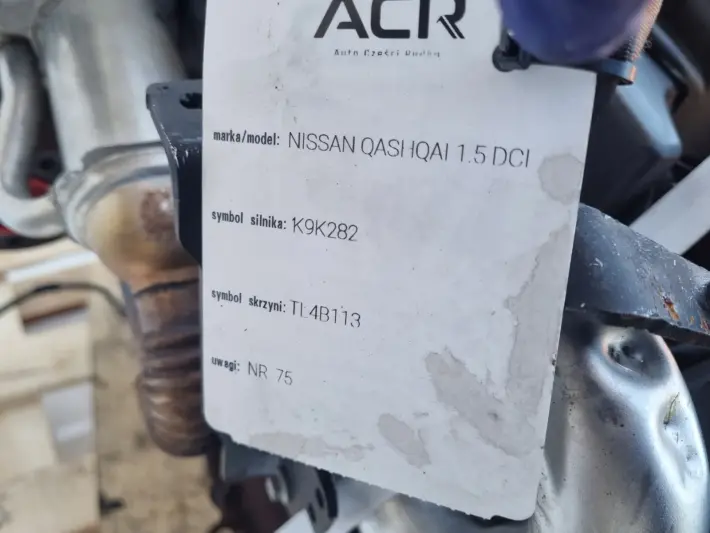 ACR
Auto Części Rudka
marka/model: NISSAN QASHQAI 1.5 DCI
symbol silnika: K9K282
symbol skrzyni: TL4B113
uwagi: NR 75